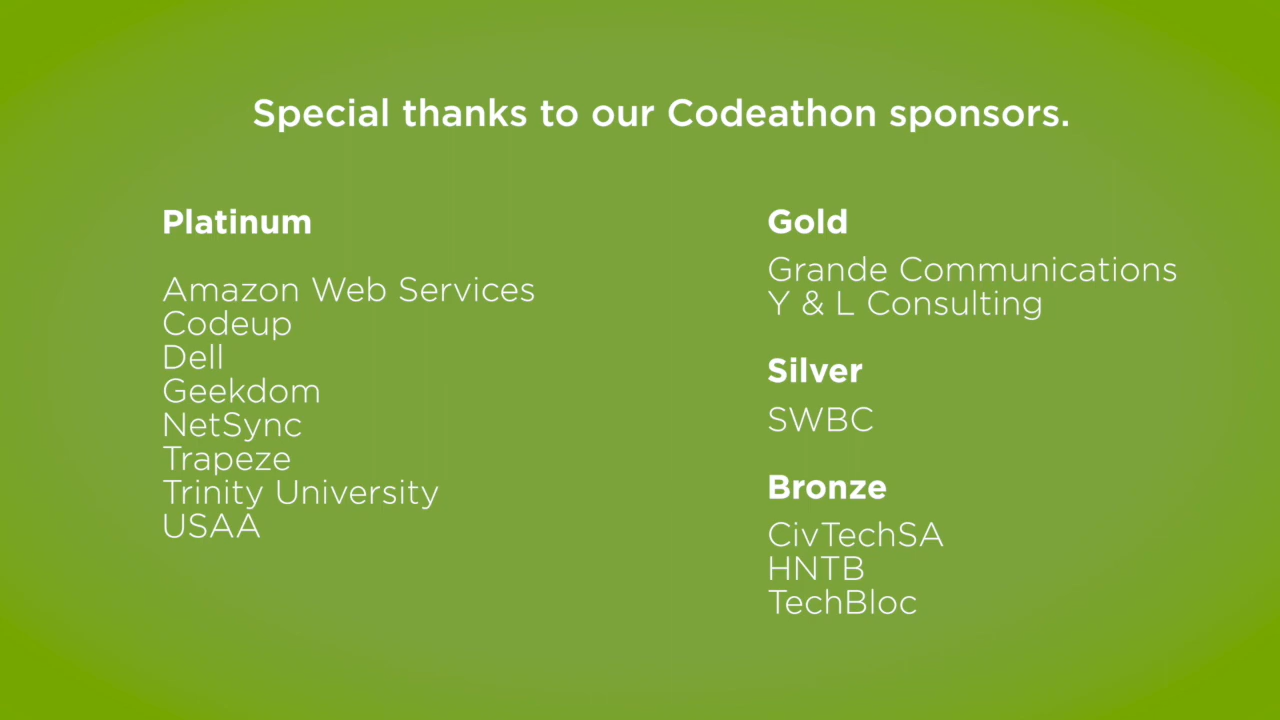 Special thanks to our Codeathon sponsors.
Platinum
Amazon Web Services
Codeup
Dell
Geekdom
NetSync
Trapeze
Trinity University
USAA
Gold
Grande Communications
Y & L Consulting
Silver
SWBC
Bronze
CivTechSA
HNTB
TechBloc